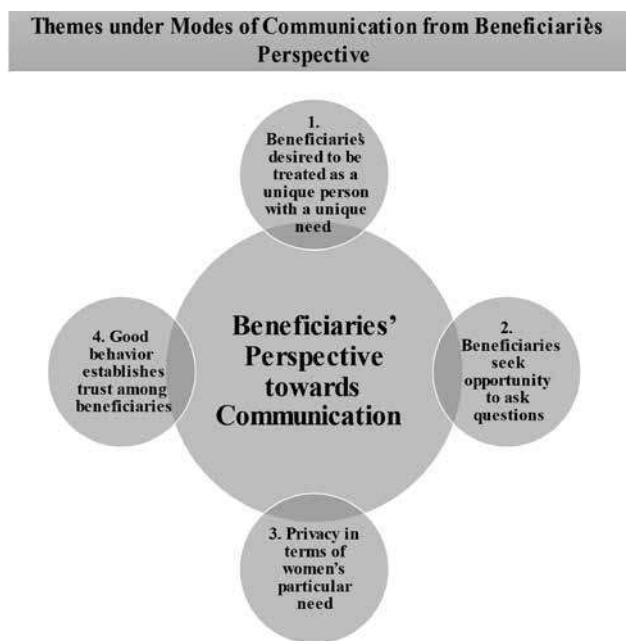 Themes under Modes of Communication from Beneficiarie's
Perspective
1.
Beneficiarie's
desired to be
treated as a
unique person
with a unique
need
Beneficiaries’
Perspective
towards
Communication
2.
Beneficiaries
seek
opportunity
to ask
questions
3. Privacy in
terms of
women's
particular
need
4. Good
behavior
establishes
trust among
beneficiaries